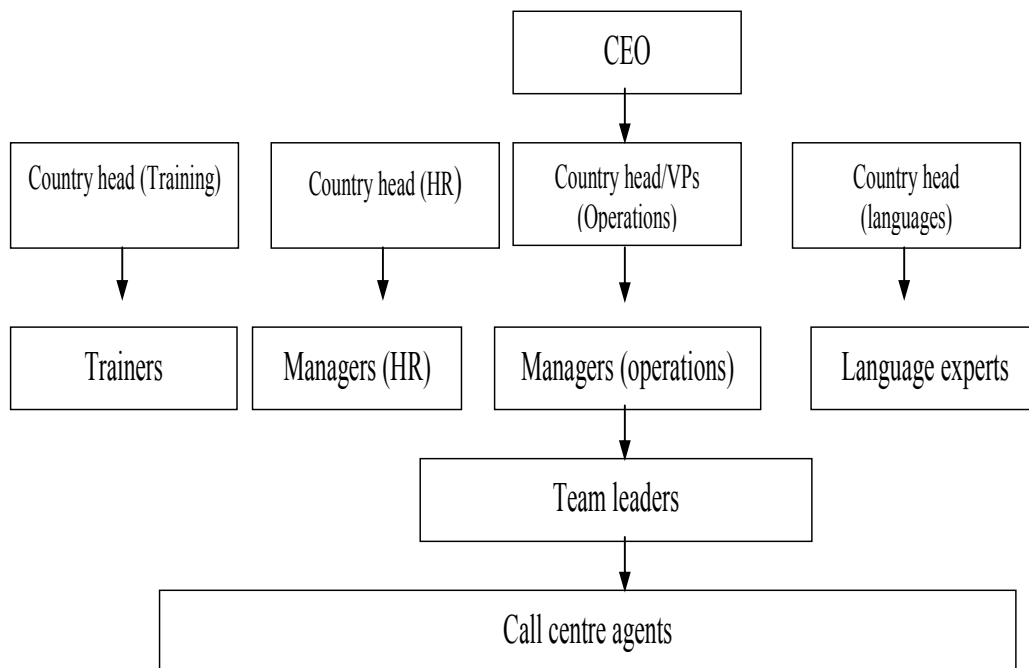 CEO
Country head (Training)
Country head (HR)
Country head/VPs
(Operations)
Country head
(languages)
Trainers
Managers (HR)
Managers (operations)
Language experts
Team leaders
Call centre agents